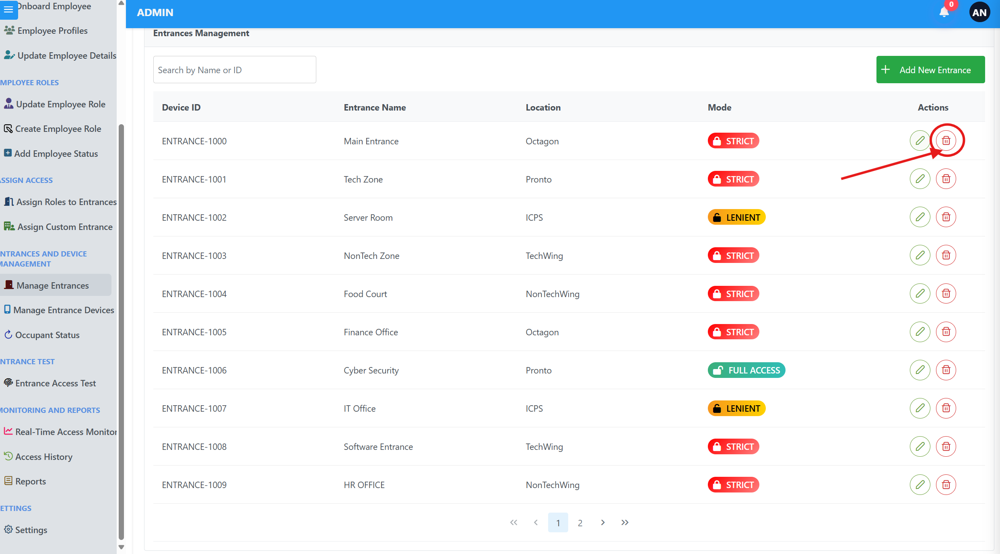 Onboard Employee
Employee Profiles
Update Employee Details
MPLOYEE ROLES
Update Employee Role
Create Employee Role
Add Employee Status
ASSIGN ACCESS
Assign Roles to Entrances
Assign Custom Entrance
NTRANCES AND DEVICE
MANAGEMENT
Manage Entrances
Manage Entrance Devices
Occupant Status
NTRANCE TEST
Entrance Access Test
MONITORING AND REPORTS
Real-Time Access Monitor
Access History
Reports
ETTINGS
Settings
ADMIN
0
AN
Entrances Management
Search by Name or ID
Add New Entrance
Device ID Entrance Name Location Mode Actions
ENTRANCE-1000 Main Entrance Octagon STRICT
ENTRANCE-1001 Tech Zone Pronto STRICT
ENTRANCE-1002 Server Room ICPS LENIENT
ENTRANCE-1003 NonTech Zone TechWing STRICT
ENTRANCE-1004 Food Court NonTechWing STRICT
ENTRANCE-1005 Finance Office Octagon STRICT
ENTRANCE-1006 Cyber Security Pronto FULL ACCESS
ENTRANCE-1007 IT Office ICPS LENIENT
ENTRANCE-1008 Software Entrance TechWing STRICT
ENTRANCE-1009 HR OFFICE NonTechWing STRICT
1 2